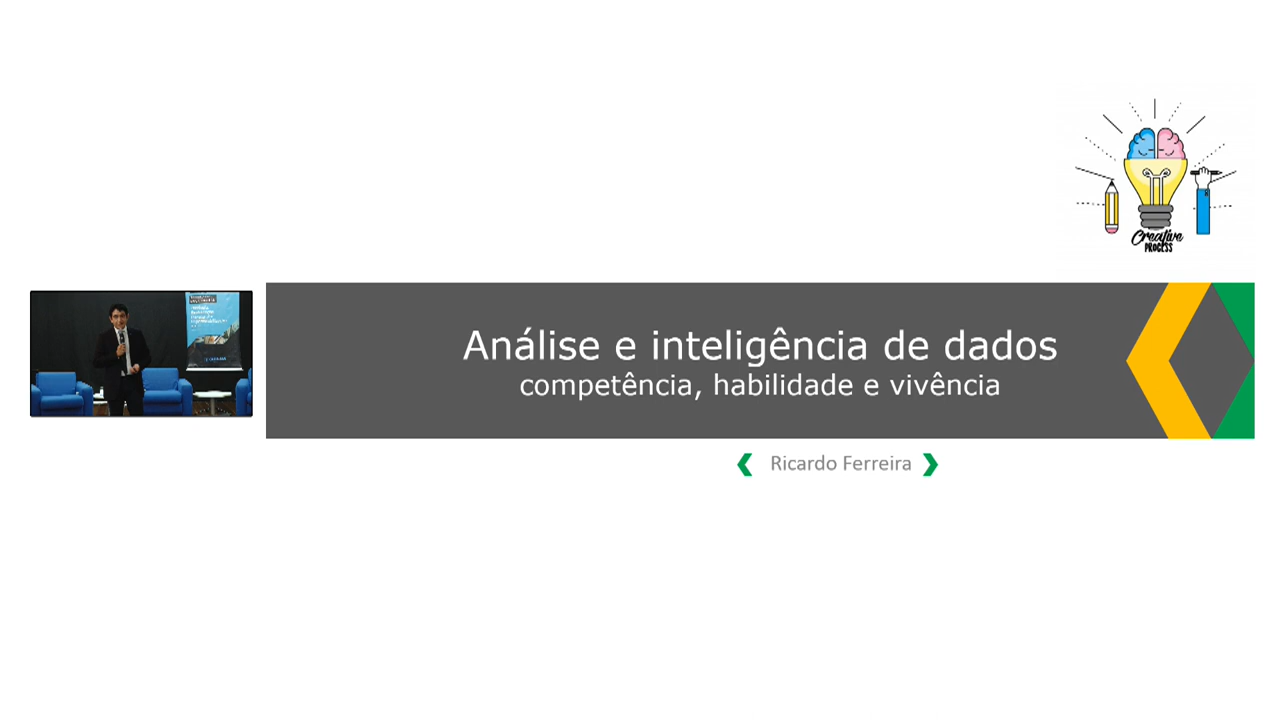 Creative
PROCESS
Análise e inteligência de dados
competência, habilidade e vivência
Ricardo Ferreira